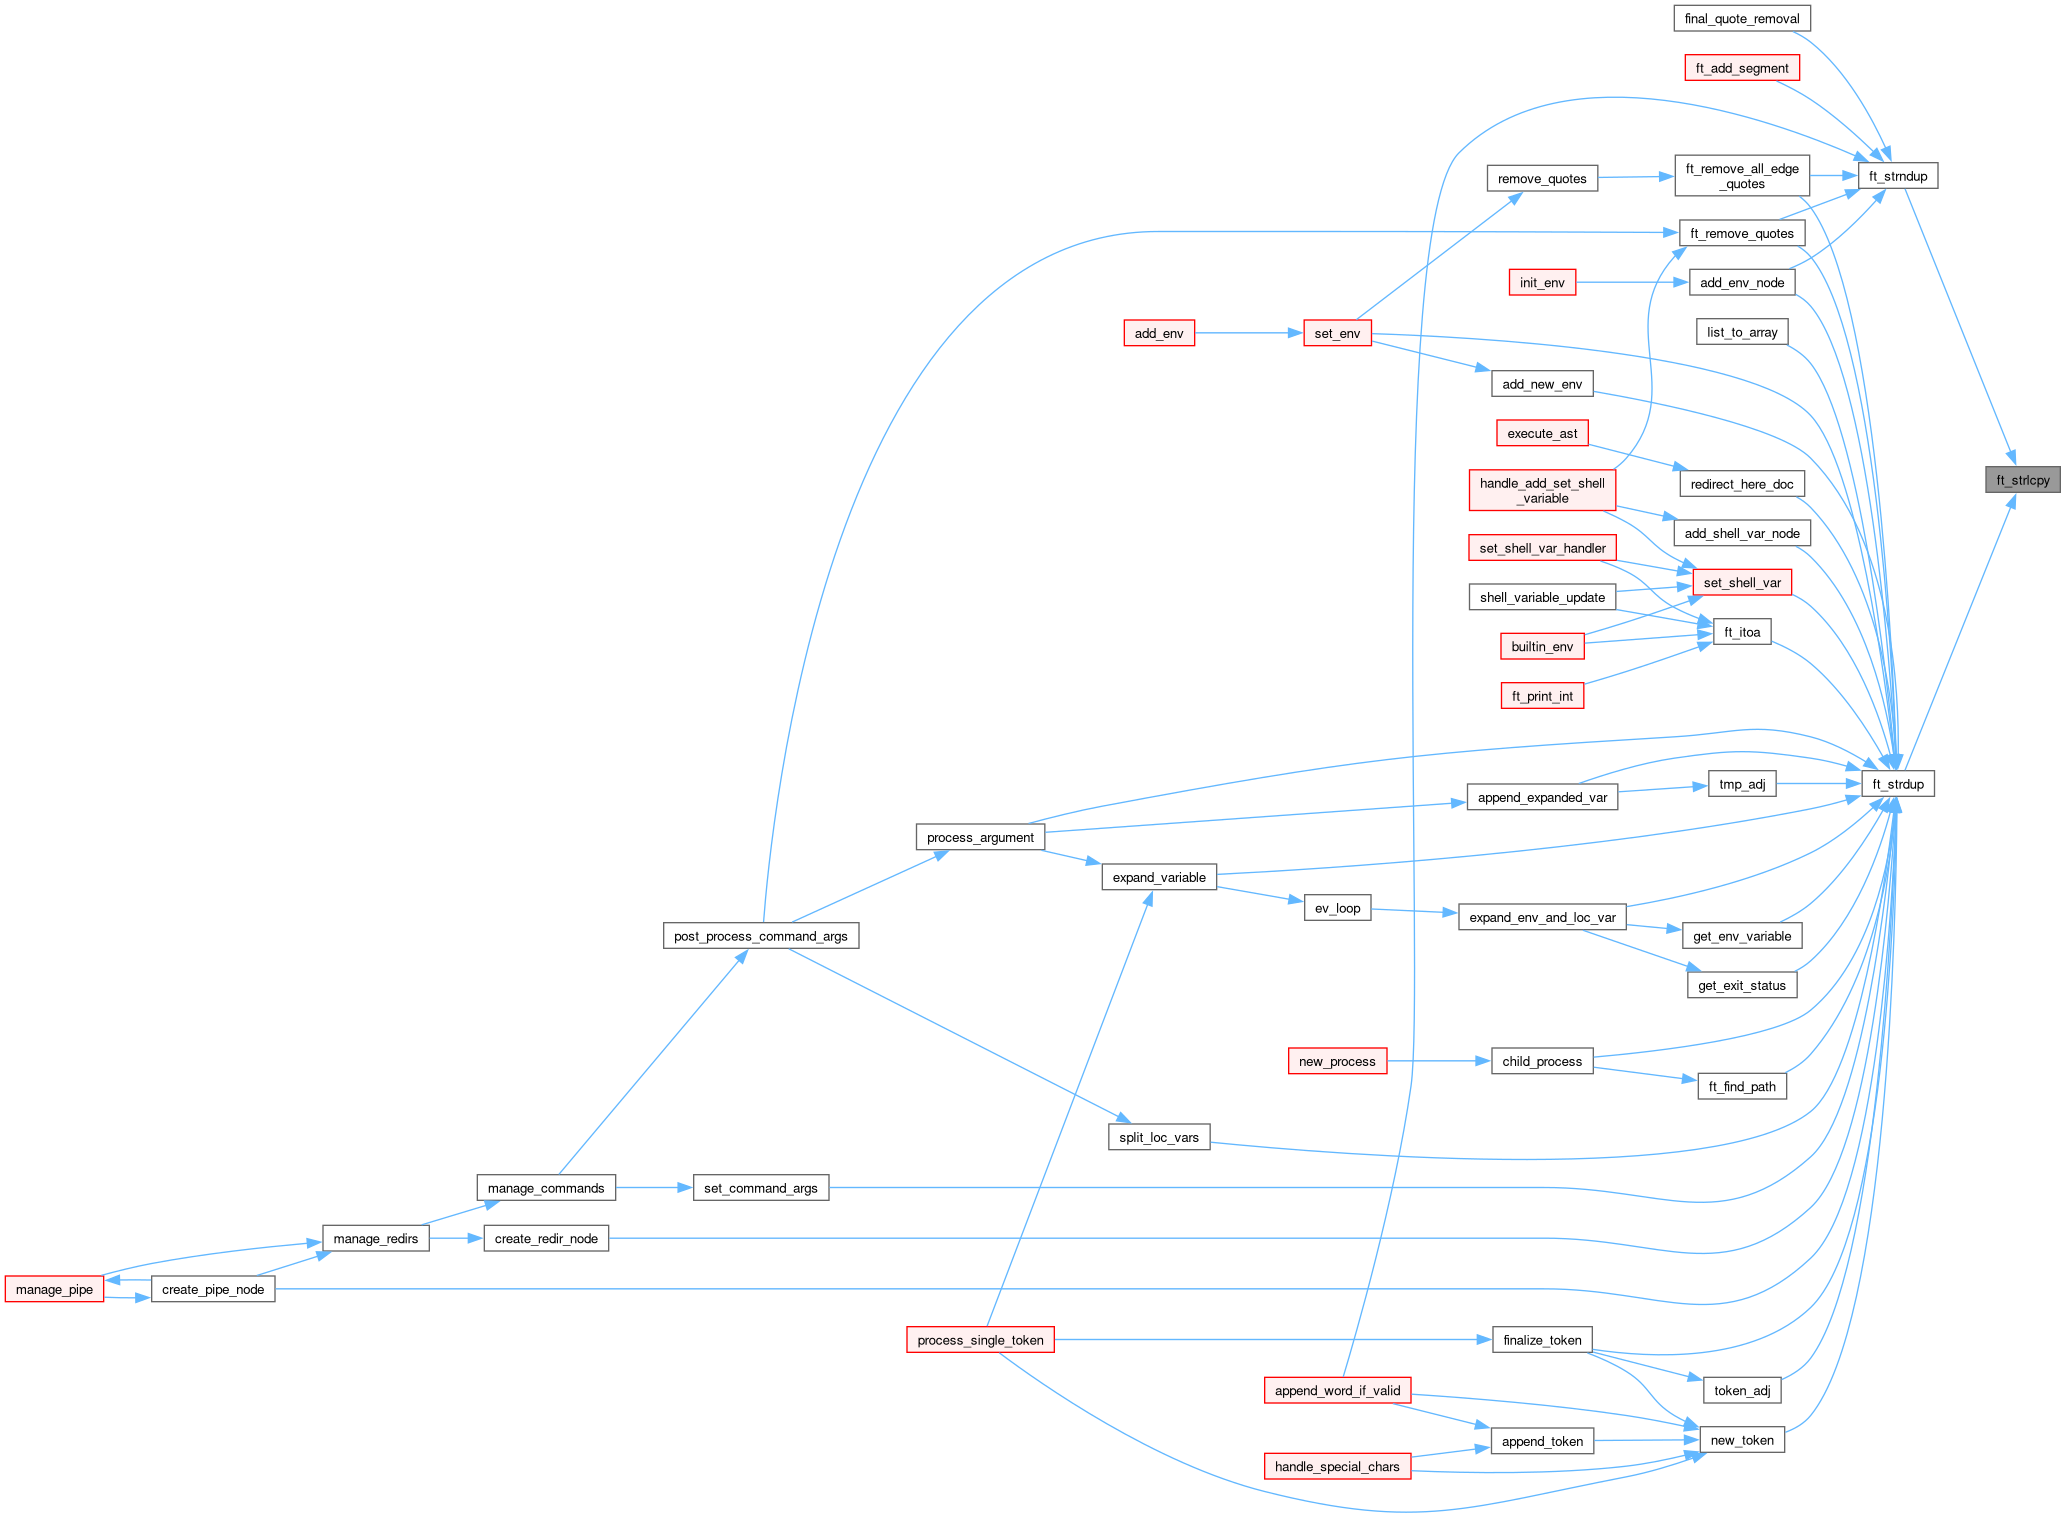 final_quote_removal
ft_add_segment
ft_remove_all_edge
_quotes
ft_strndup
remove_quotes
ft_remove_quotes
init_env
add_env_node
add_env
set_env
list_to_array
add_new_env
execute_ast
redirect_here_doc
ft_strlcpy
handle_add_set_shell
_variable
add_shell_var_node
set_shell_var_handler
set_shell_var
shell_variable_update
ft_itoa
builtin_env
ft_print_int
tmp_adj
ft_strdup
append_expanded_var
process_argument
expand_variable
ev_loop
expand_env_and_loc_var
post_process_command_args
get_env_variable
get_exit_status
new_process
child_process
ft_find_path
split_loc_vars
manage_commands
set_command_args
manage_redirs
create_redir_node
manage_pipe
create_pipe_node
process_single_token
finalize_token
append_word_if_valid
token_adj
append_token
new_token
handle_special_chars